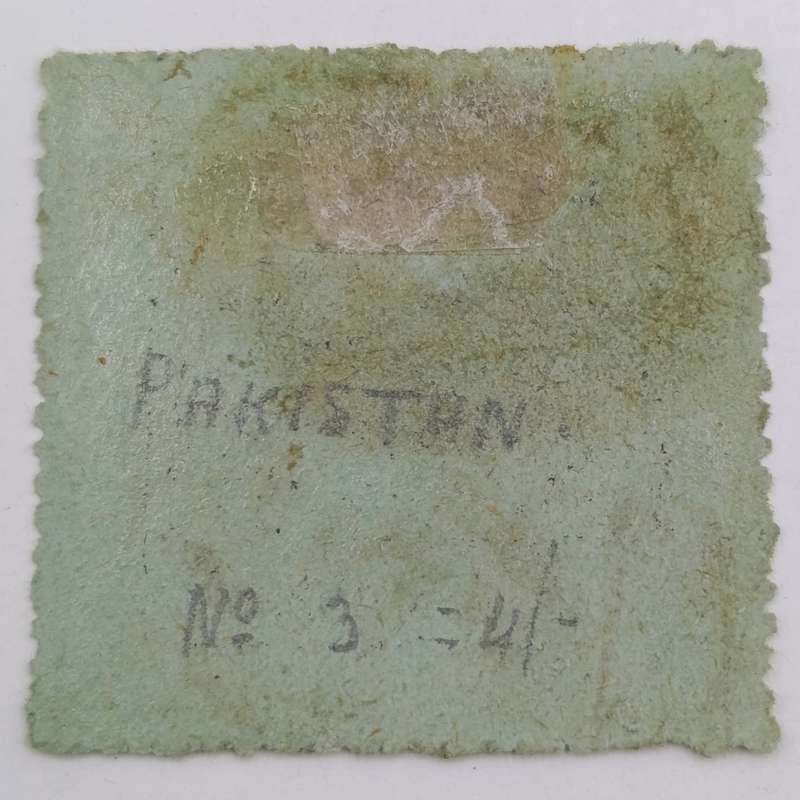 PAKISTAN.
Nº 3 = 4/-